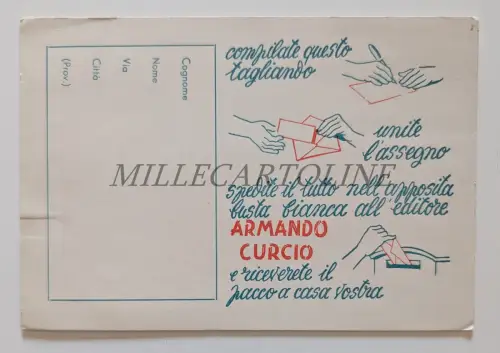 compilate questo
tagliando
unite
l'assegno
spedite il tutto nell'apposita
busta bianca all'editore
ARMANDO
CURCIO
e riceverete il
pacco a casa vostra
Cognome
Nome
Via
Città
(Prov.)
MILLECARTOLINE